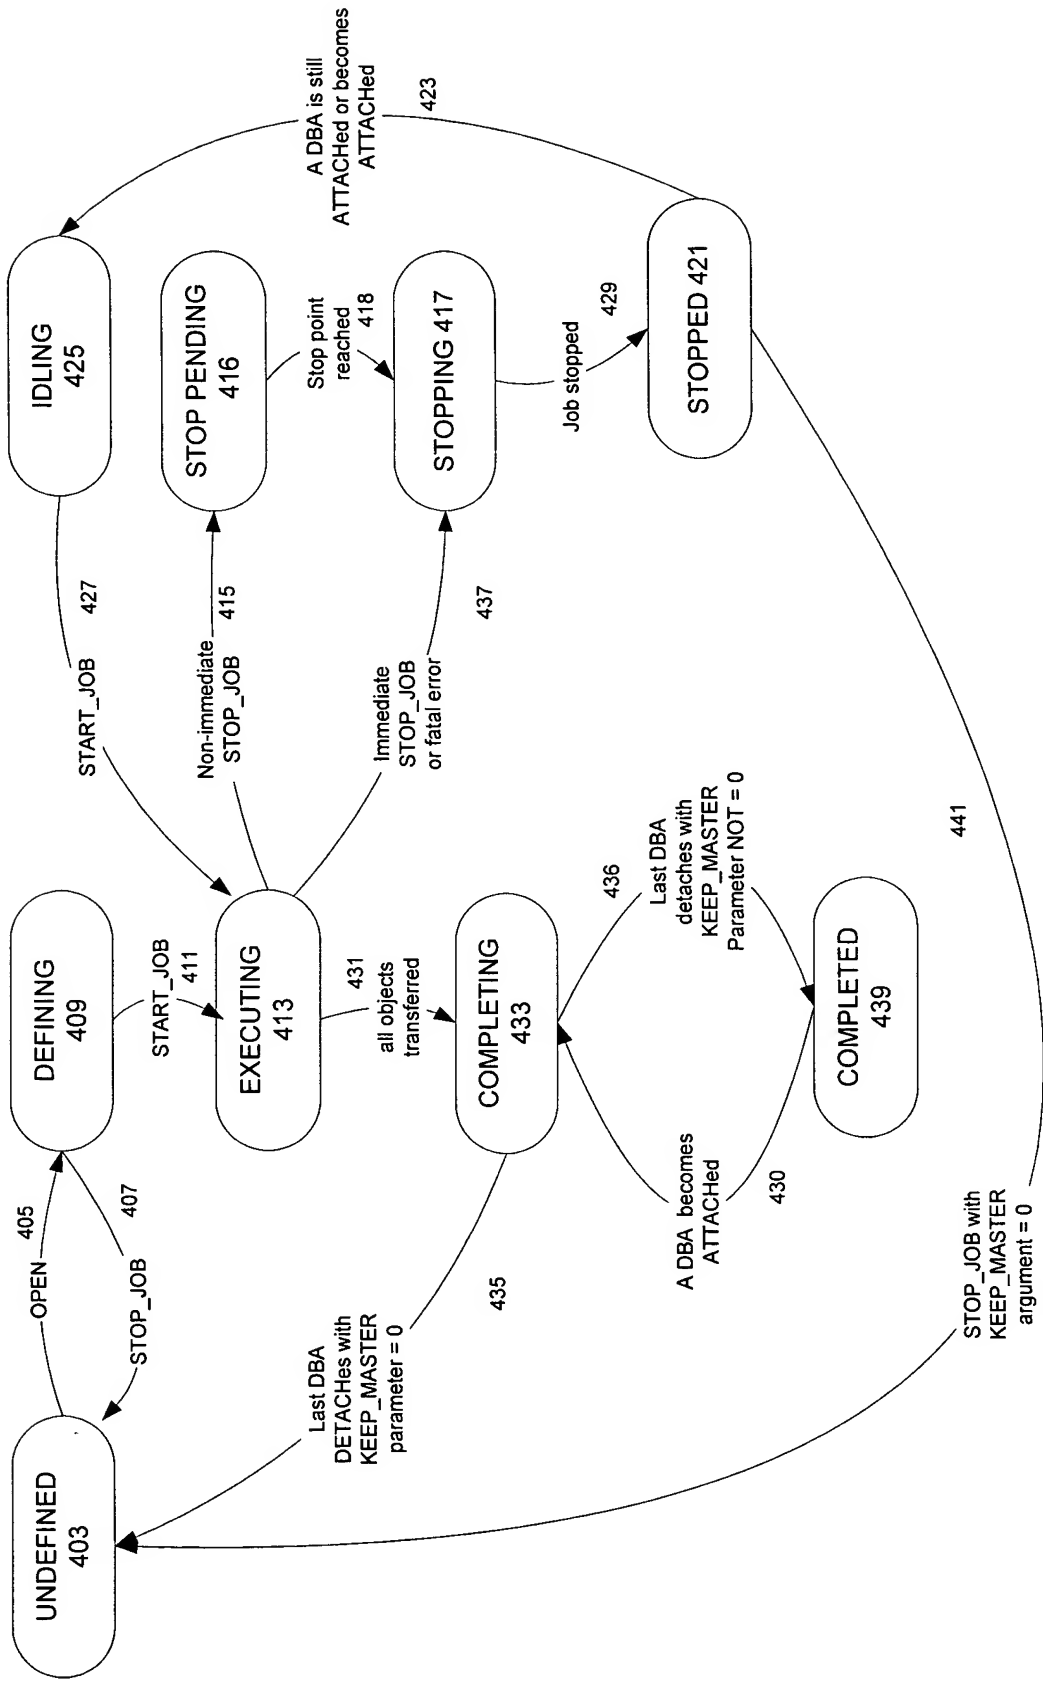 UNDEFINED
403
OPEN
405
407
STOP_JOB
DEFINING
409
START_JOB
411
EXECUTING
413
START_JOB
427
IDLING
425
Non-immediate
STOP_JOB
415
STOP PENDING
416
Stop point
reached
418
Immediate
STOP_JOB
or fatal error
437
STOPPING 417
Job stopped
429
STOPPED 421
A DBA is still
ATTACHed or becomes
ATTACHed
423
431
all objects
transferred
COMPLETING
433
Last DBA
DETACHes with
KEEP_MASTER
parameter = 0
435
436
Last DBA
detaches with
KEEP_MASTER
Parameter NOT = 0
A DBA becomes
ATTACHed
430
COMPLETED
439
STOP_JOB with
KEEP_MASTER
argument = 0
441